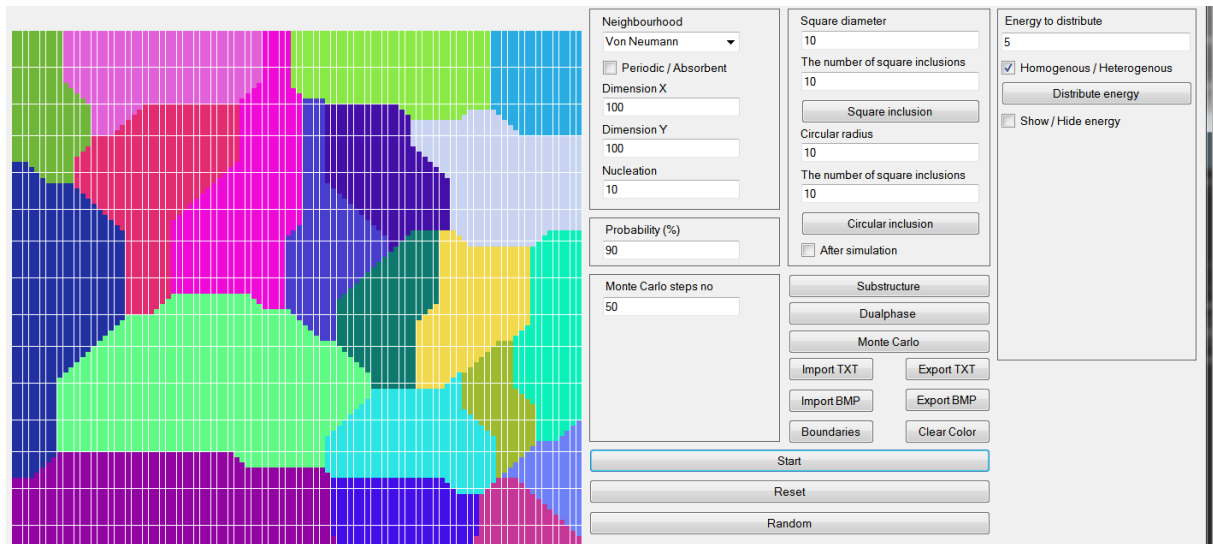 Neighbourhood
Von Neumann
Periodic / Absorbent
Dimension X
100
Dimension Y
100
Nucleation
10
Probability (%)
90
Monte Carlo steps no
50
Square diameter
10
The number of square inclusions
10
Square inclusion
Circular radius
10
The number of square inclusions
10
Circular inclusion
After simulation
Substructure
Dualphase
Monte Carlo
Import TXT
Export TXT
Import BMP
Export BMP
Boundaries
Clear Color
Start
Reset
Random
Energy to distribute
5
Homogenous / Heterogenous
Distribute energy
Show / Hide energy